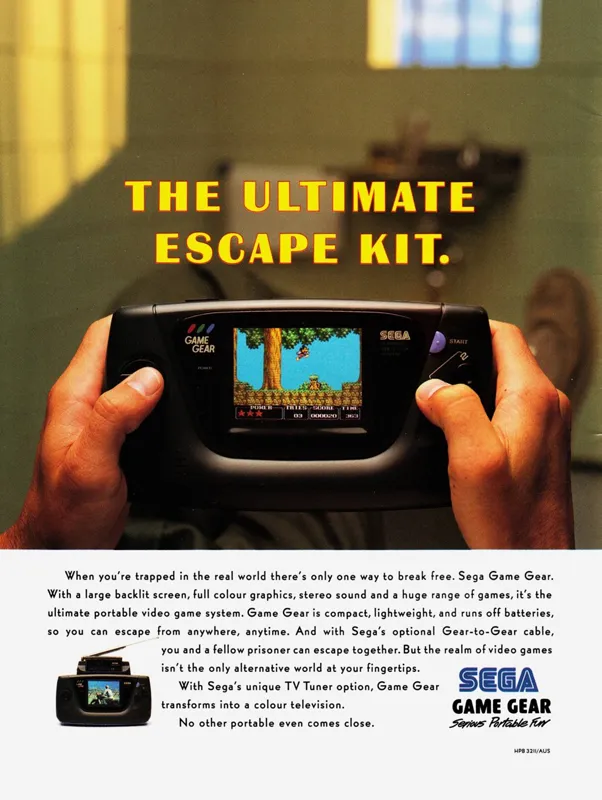 THE ULTIMATE
ESCAPE KIT.
GAME
GEAR
SEGA
START
POWER
TRIES SCORE TIME
03 000020 363
When you're trapped in the real world there's only one way to break free. Sega Game Gear.
With a large backlit screen, full colour graphics, stereo sound and a huge range of games, it's the
ultimate portable video game system. Game Gear is compact, lightweight, and runs off batteries,
so you can escape from anywhere, anytime. And with Sega's optional Gear-to-Gear cable,
you and a fellow prisoner can escape together. But the realm of video games
isn't the only alternative world at your fingertips.
With Sega's unique TV Tuner option, Game Gear
transforms into a colour television.
No other portable even comes close.
SEGA
GAME GEAR
Serious Portable Fun
HPB 3211/AUS